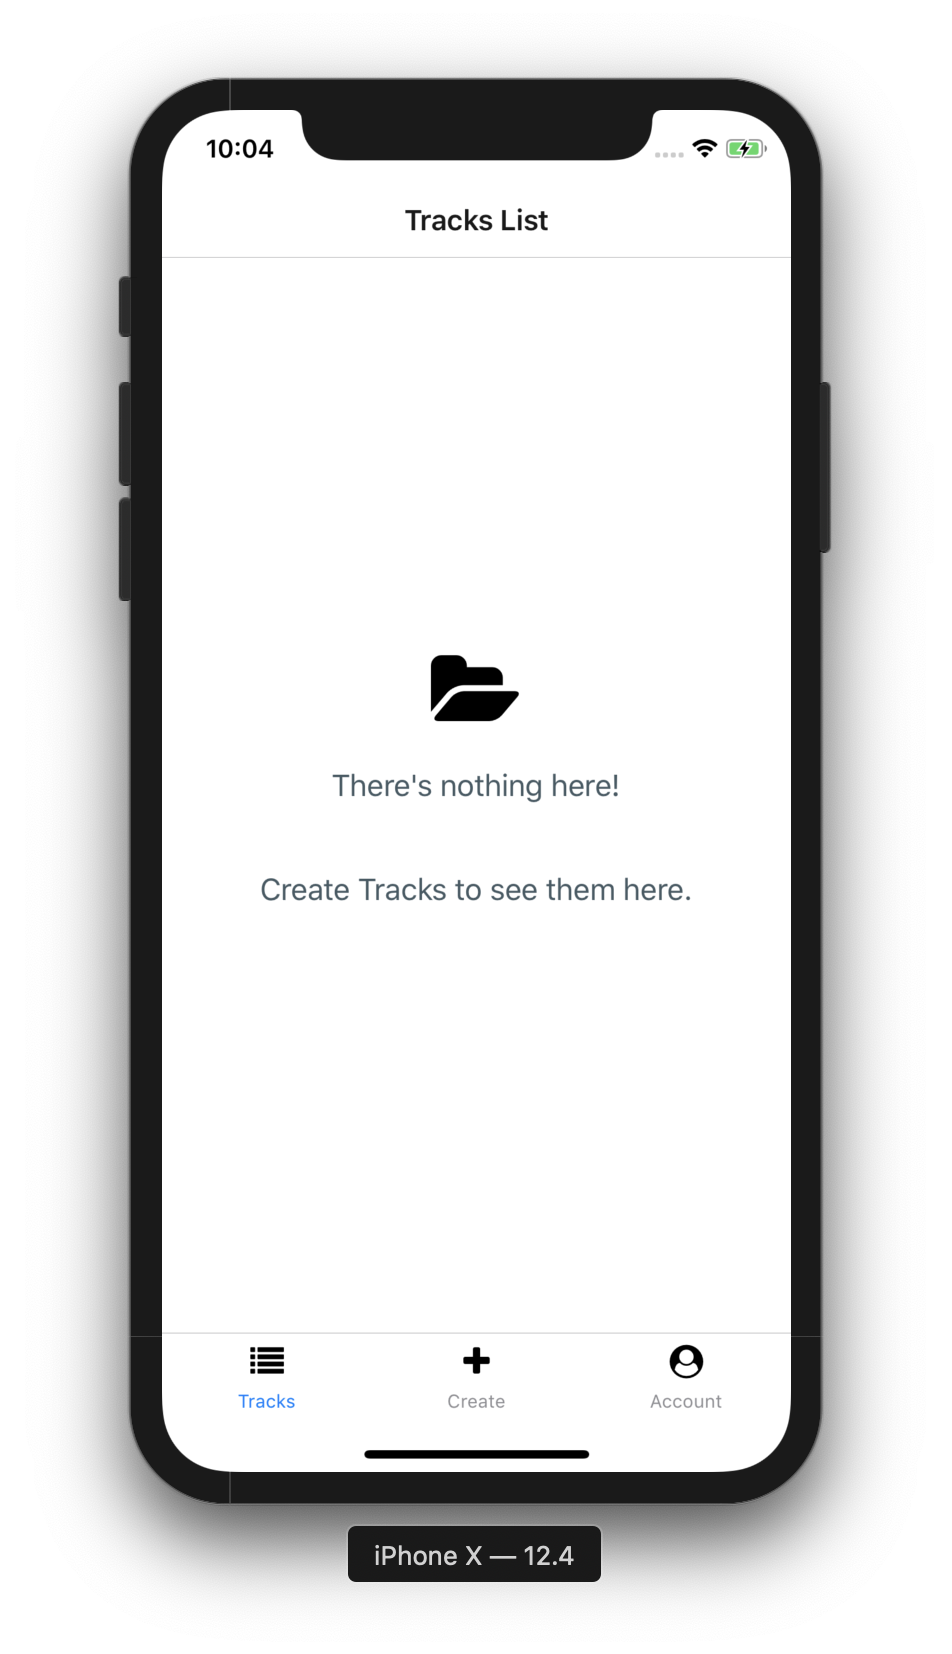 10:04
Tracks List
There's nothing here!
Create Tracks to see them here.
Tracks
Create
Account
iPhone X — 12.4